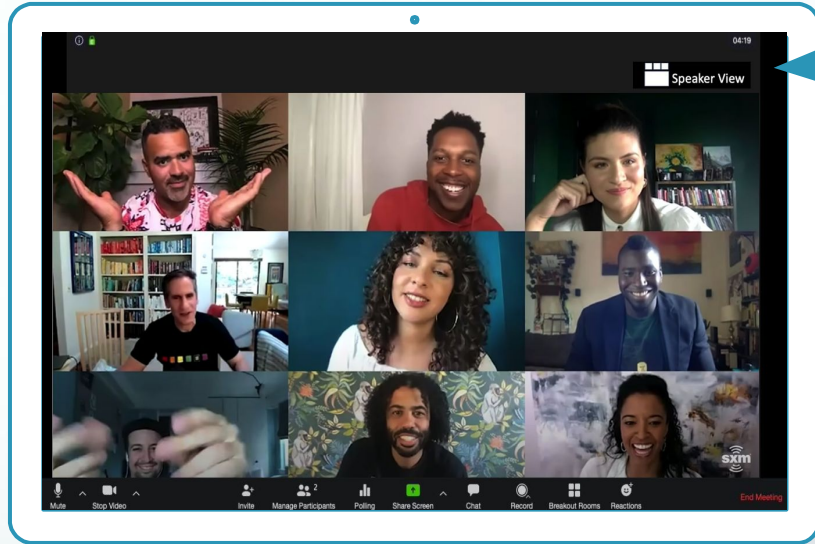 04:19
Speaker View
sxm
2
Mute
Stop Video
Invite
Manage Participants
Polling
Share Screen
Chat
Record
Breakout Rooms
Reactions
End Meeting